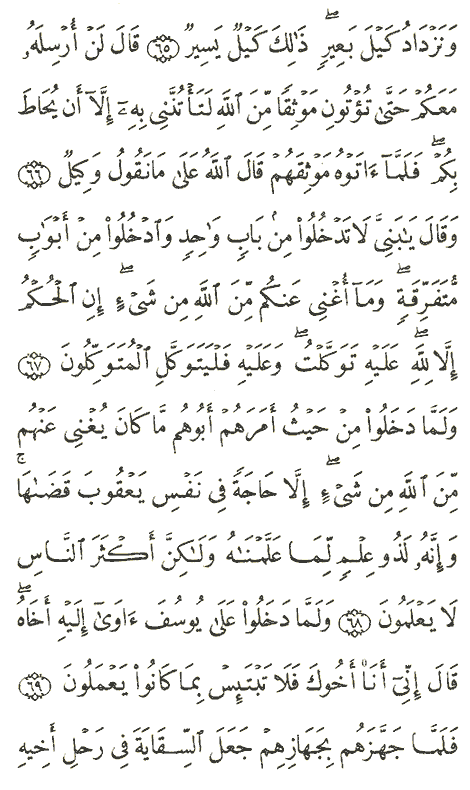 وَنَزۡدَادُ كَيۡلَ بَعِيرٖۖ ذَٰلِكَ كَيۡلٞ يَسِيرٞ ٦٥ قَالَ لَنۡ أُرۡسِلَهُۥ
مَعَكُمۡ حَتَّىٰ تُؤۡتُونِ مَوۡثِقٗا مِّنَ ٱللَّهِ لَتَأۡتُنَّنِي بِهِۦٓ إِلَّآ أَن يُحَاطَ
بِكُمۡۖ فَلَمَّآ ءَاتَوۡهُ مَوۡثِقَهُمۡ قَالَ ٱللَّهُ عَلَىٰ مَا نَقُولُ وَكِيلٞ ٦٦
وَقَالَ يَٰبَنِيَّ لَا تَدۡخُلُواْ مِنۢ بَابٖ وَٰحِدٖ وَٱدۡخُلُواْ مِنۡ أَبۡوَٰبٖ
مُّتَفَرِّقَةٖۖ وَمَآ أُغۡنِي عَنكُم مِّنَ ٱللَّهِ مِن شَيۡءٍۖ إِنِ ٱلۡحُكۡمُ
إِلَّا لِلَّهِۖ عَلَيۡهِ تَوَكَّلۡتُۖ وَعَلَيۡهِ فَلۡيَتَوَكَّلِ ٱلۡمُتَوَكِّلُونَ ٦٧
وَلَمَّا دَخَلُواْ مِنۡ حَيۡثُ أَمَرَهُمۡ أَبُوهُم مَّا كَانَ يُغۡنِي عَنۡهُم
مِّنَ ٱللَّهِ مِن شَيۡءٍۖ إِلَّا حَاجَةٗ فِي نَفۡسِ يَعۡقُوبَ قَضَىٰهَاۚ
وَإِنَّهُۥ لَذُو عِلۡمٖ لِّمَا عَلَّمۡنَٰهُ وَلَٰكِنَّ أَكۡثَرَ ٱلنَّاسِ
لَا يَعۡلَمُونَ ٦٨ وَلَمَّا دَخَلُواْ عَلَىٰ يُوسُفَ ءَاوَىٰٓ إِلَيۡهِ أَخَاهُۖ
قَالَ إِنِّيٓ أَنَا۠ أَخُوكَ فَلَا تَبۡتَئِسۡ بِمَا كَانُواْ يَعۡمَلُونَ ٦٩
فَلَمَّا جَهَّزَهُم بِجَهَازِهِمۡ جَعَلَ ٱلسِّقَايَةَ فِي رَحۡلِ أَخِيهِ